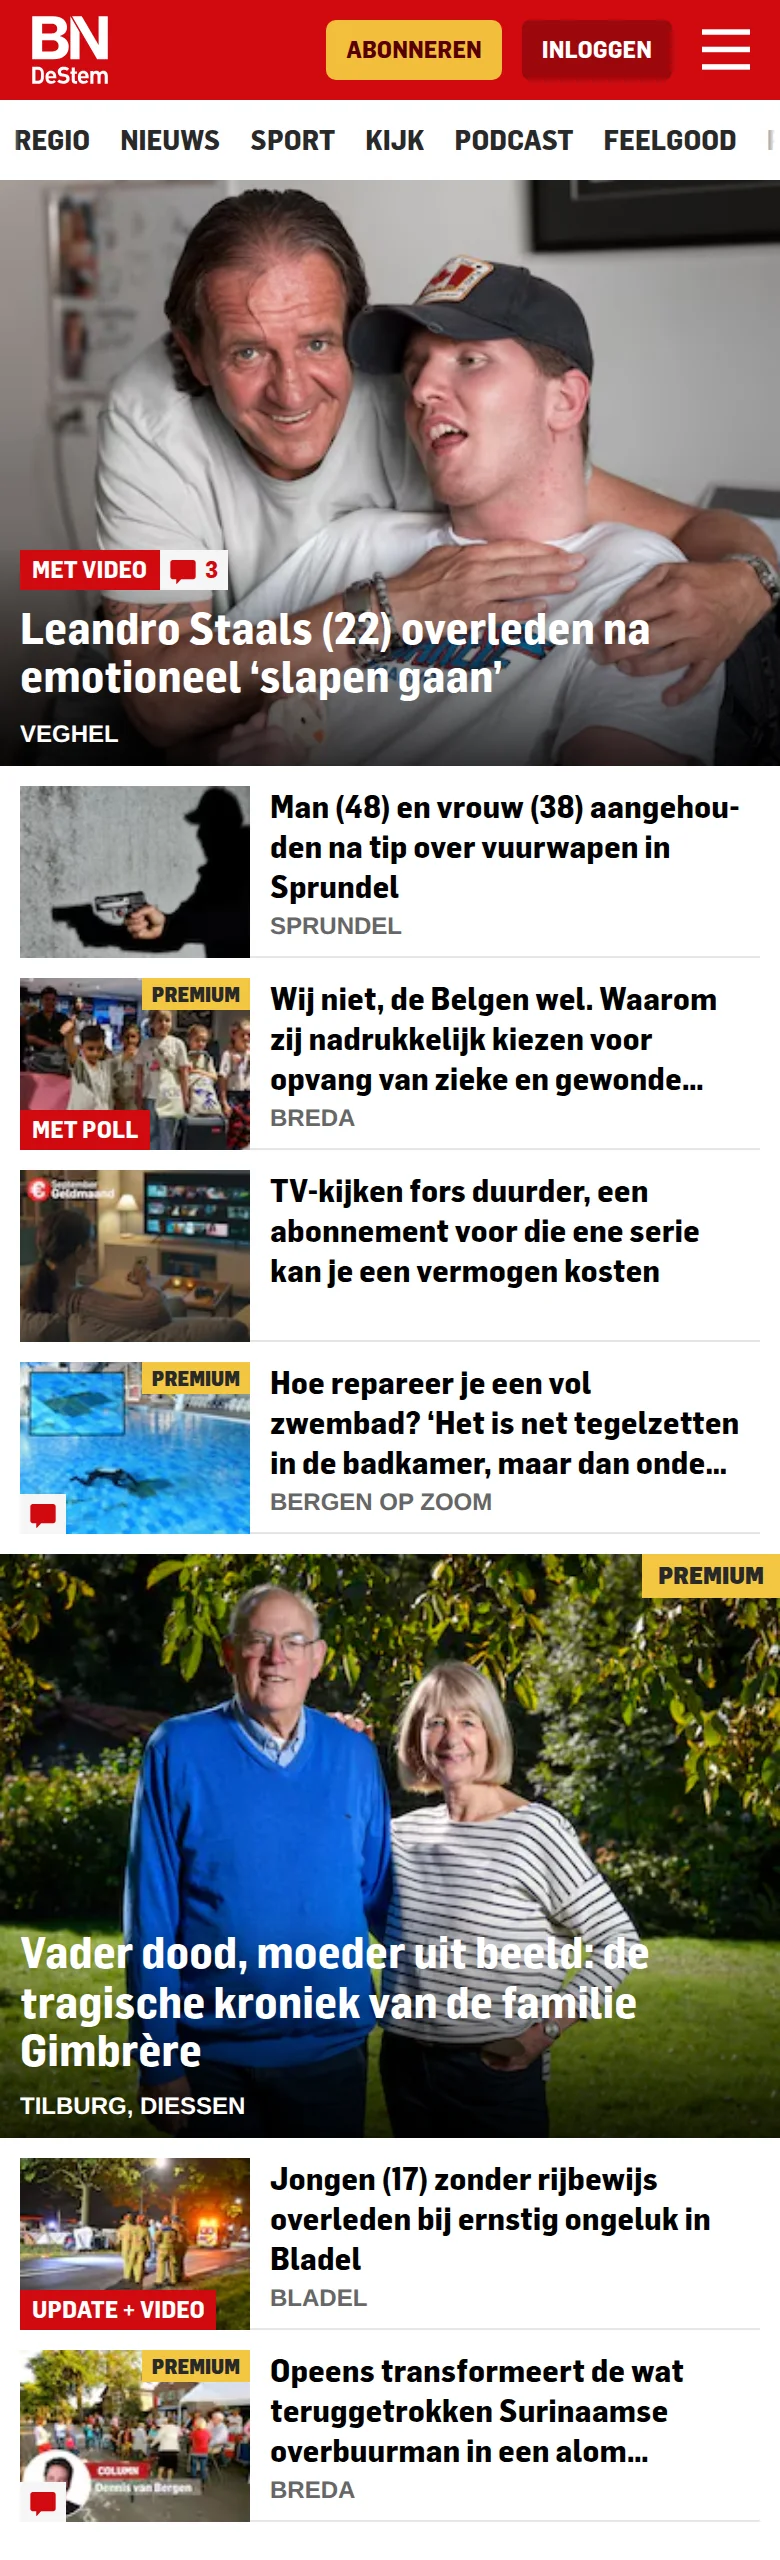 BN
DeStem
ABONNEREN
INLOGGEN
REGIO NIEUWS SPORT KIJK PODCAST FEELGOOD
MET VIDEO 3
Leandro Staals (22) overleden na
emotioneel ‘slapen gaan’
VEGHEL
Man (48) en vrouw (38) aangehou-
den na tip over vuurwapen in
Sprundel
SPRUNDEL
PREMIUM
MET POLL
Wij niet, de Belgen wel. Waarom
zij nadrukkelijk kiezen voor
opvang van zieke en gewonde...
BREDA
€ September
Geldmaand
TV-kijken fors duurder, een
abonnement voor die ene serie
kan je een vermogen kosten
PREMIUM
Hoe repareer je een vol
zwembad? ‘Het is net tegelzetten
in de badkamer, maar dan onde...
BERGEN OP ZOOM
PREMIUM
Vader dood, moeder uit beeld: de
tragische kroniek van de familie
Gimbrère
TILBURG, DIESSEN
UPDATE + VIDEO
Jongen (17) zonder rijbewijs
overleden bij ernstig ongeluk in
Bladel
BLADEL
PREMIUM
COLUMN
Dennis van Bergen
Opeens transformeert de wat
teruggetrokken Surinaamse
overbuurman in een alom...
BREDA